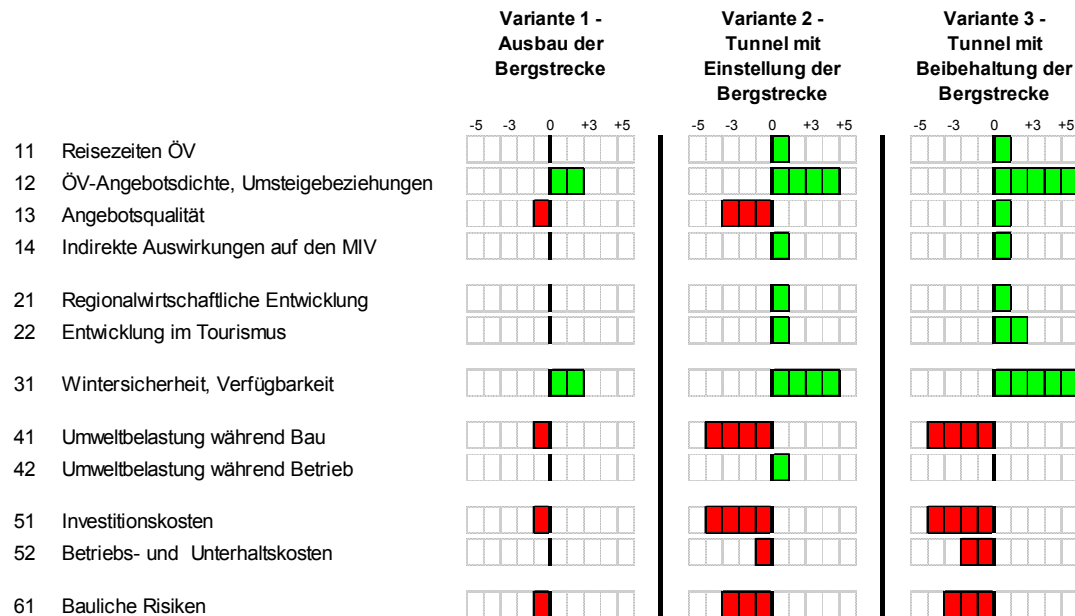 Variante 1 -
Ausbau der
Bergstrecke
Variante 2 -
Tunnel mit
Einstellung der
Bergstrecke
Variante 3 -
Tunnel mit
Beibehaltung der
Bergstrecke
-5 -3 0 +3 +5 -5 -3 0 +3 +5 -5 -3 0 +3 +5
11 Reisezeiten ÖV
12 ÖV-Angebotsdichte, Umsteigebeziehungen
13 Angebotsqualität
14 Indirekte Auswirkungen auf den MIV
21 Regionalwirtschaftliche Entwicklung
22 Entwicklung im Tourismus
31 Wintersicherheit, Verfügbarkeit
41 Umweltbelastung während Bau
42 Umweltbelastung während Betrieb
51 Investitionskosten
52 Betriebs- und Unterhaltskosten
61 Bauliche Risiken